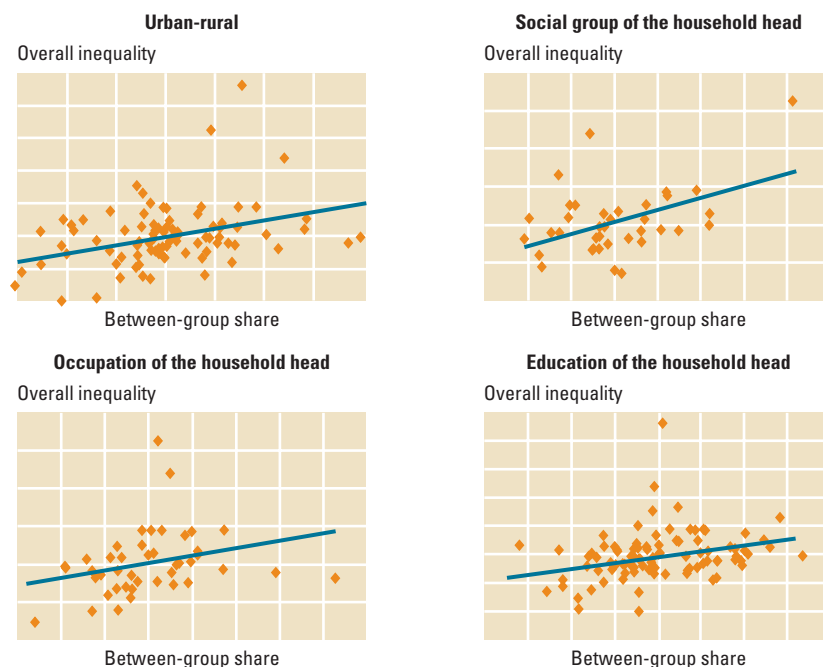 Urban-rural
Overall inequality
Between-group share
Social group of the household head
Overall inequality
Between-group share
Occupation of the household head
Overall inequality
Between-group share
Education of the household head
Overall inequality
Between-group share